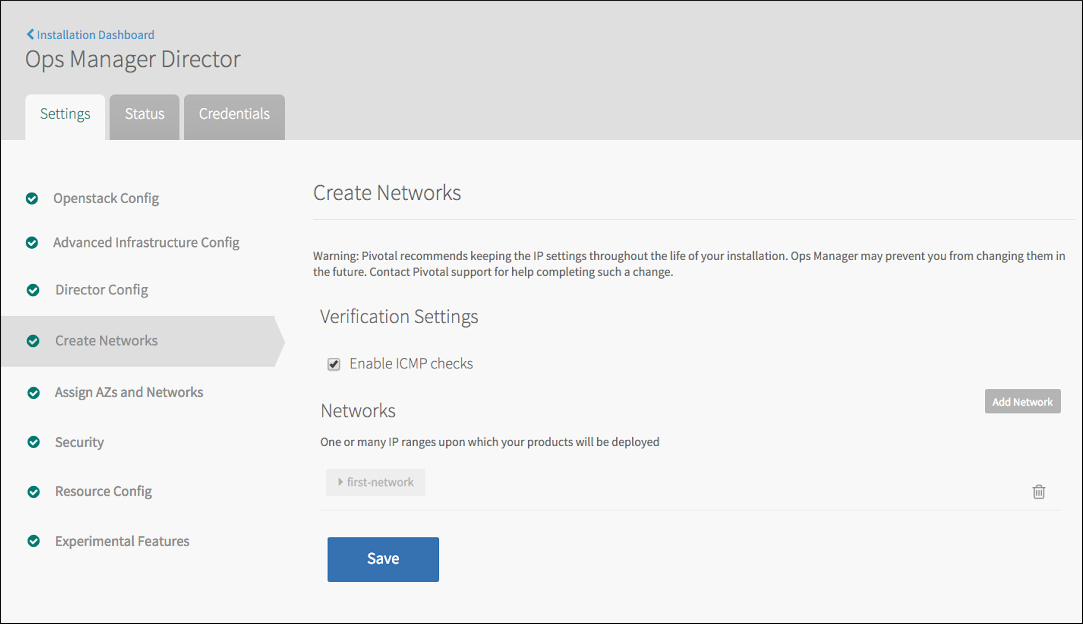 Installation Dashboard
Ops Manager Director
Settings
Status
Credentials
Openstack Config
Advanced Infrastructure Config
Director Config
Create Networks
Assign AZs and Networks
Security
Resource Config
Experimental Features
Create Networks
Warning: Pivotal recommends keeping the IP settings throughout the life of your installation. Ops Manager may prevent you from changing them in
the future. Contact Pivotal support for help completing such a change.
Verification Settings
Enable ICMP checks
Networks
Add Network
One or many IP ranges upon which your products will be deployed
first-network
Save